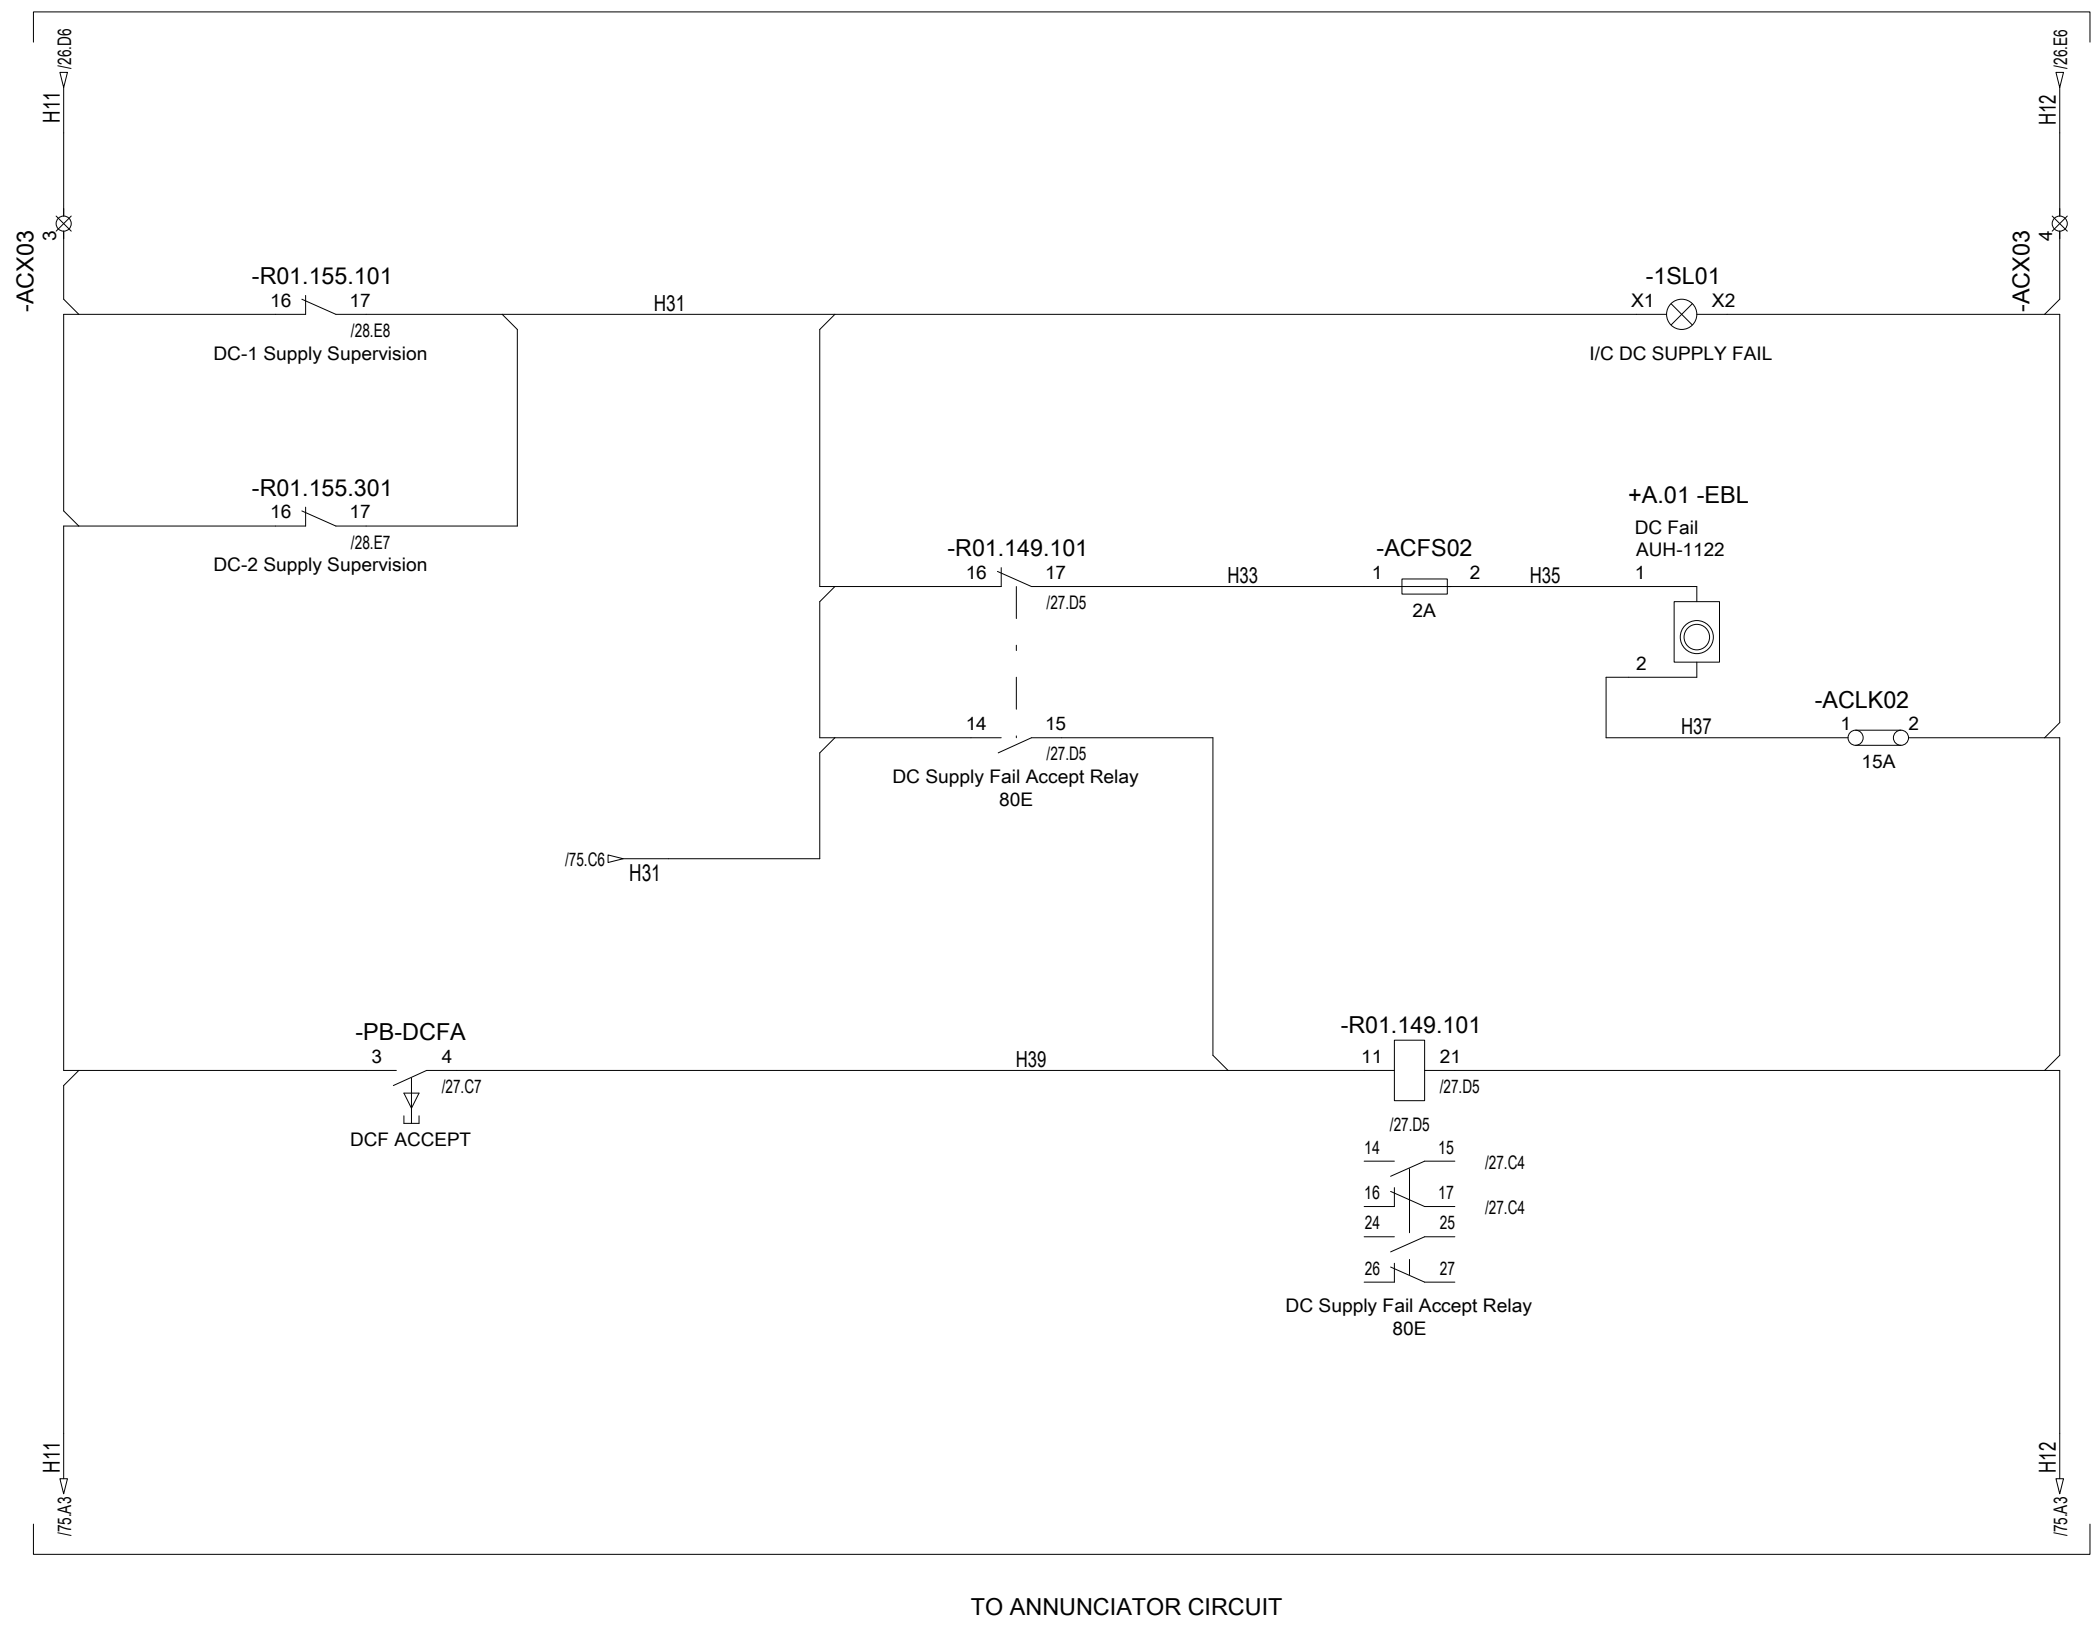 /26.D6
H11
/26.E6
H12
-ACX03
3
-ACX03
4
-R01.155.101
16 17
/28.E8
DC-1 Supply Supervision
H31
-1SL01
X1 X2
I/C DC SUPPLY FAIL
-R01.155.301
16 17
/28.E7
DC-2 Supply Supervision
-R01.149.101
16 17
/27.D5
H33
-ACFS02
1 2
2A
H35
+A.01 -EBL
DC Fail
AUH-1122
1
2
H37
-ACLK02
1 2
15A
14 15
/27.D5
DC Supply Fail Accept Relay
80E
/75.C6
H31
-PB-DCFA
3 4
/27.C7
DCF ACCEPT
H39
-R01.149.101
11 21
/27.D5
/27.D5
14 15 /27.C4
16 17 /27.C4
24 25
26 27
DC Supply Fail Accept Relay
80E
H11
/75.A3
H12
/75.A3
TO ANNUNCIATOR CIRCUIT